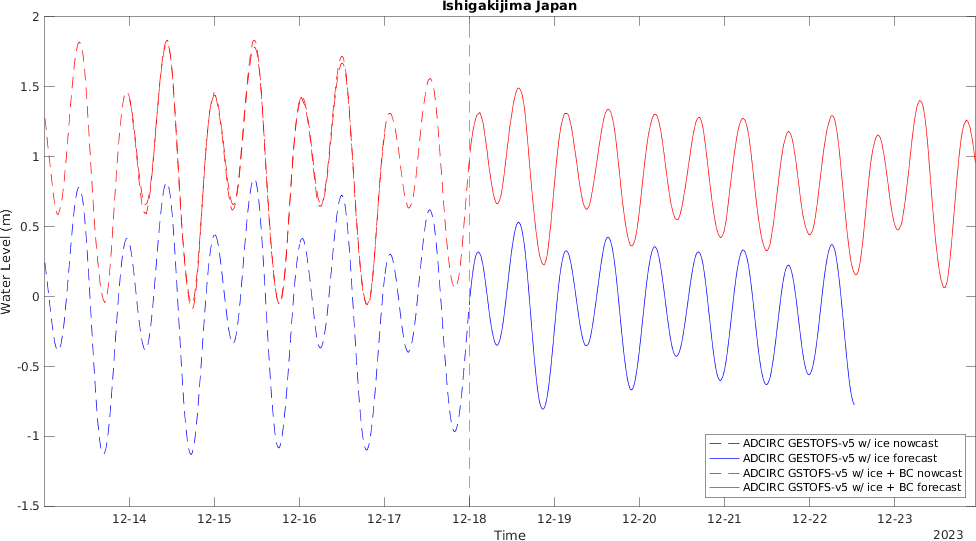 Ishigakijima Japan
2
1.5
1
0.5
0
-0.5
-1
-1.5
Water Level (m)
12-14 12-15 12-16 12-17 12-18 12-19 12-20 12-21 12-22 12-23
Time
2023
ADCIRC GESTOFS-v5 w/ ice nowcast
ADCIRC GESTOFS-v5 w/ ice forecast
ADCIRC GSTOFS-v5 w/ ice + BC nowcast
ADCIRC GSTOFS-v5 w/ ice + BC forecast